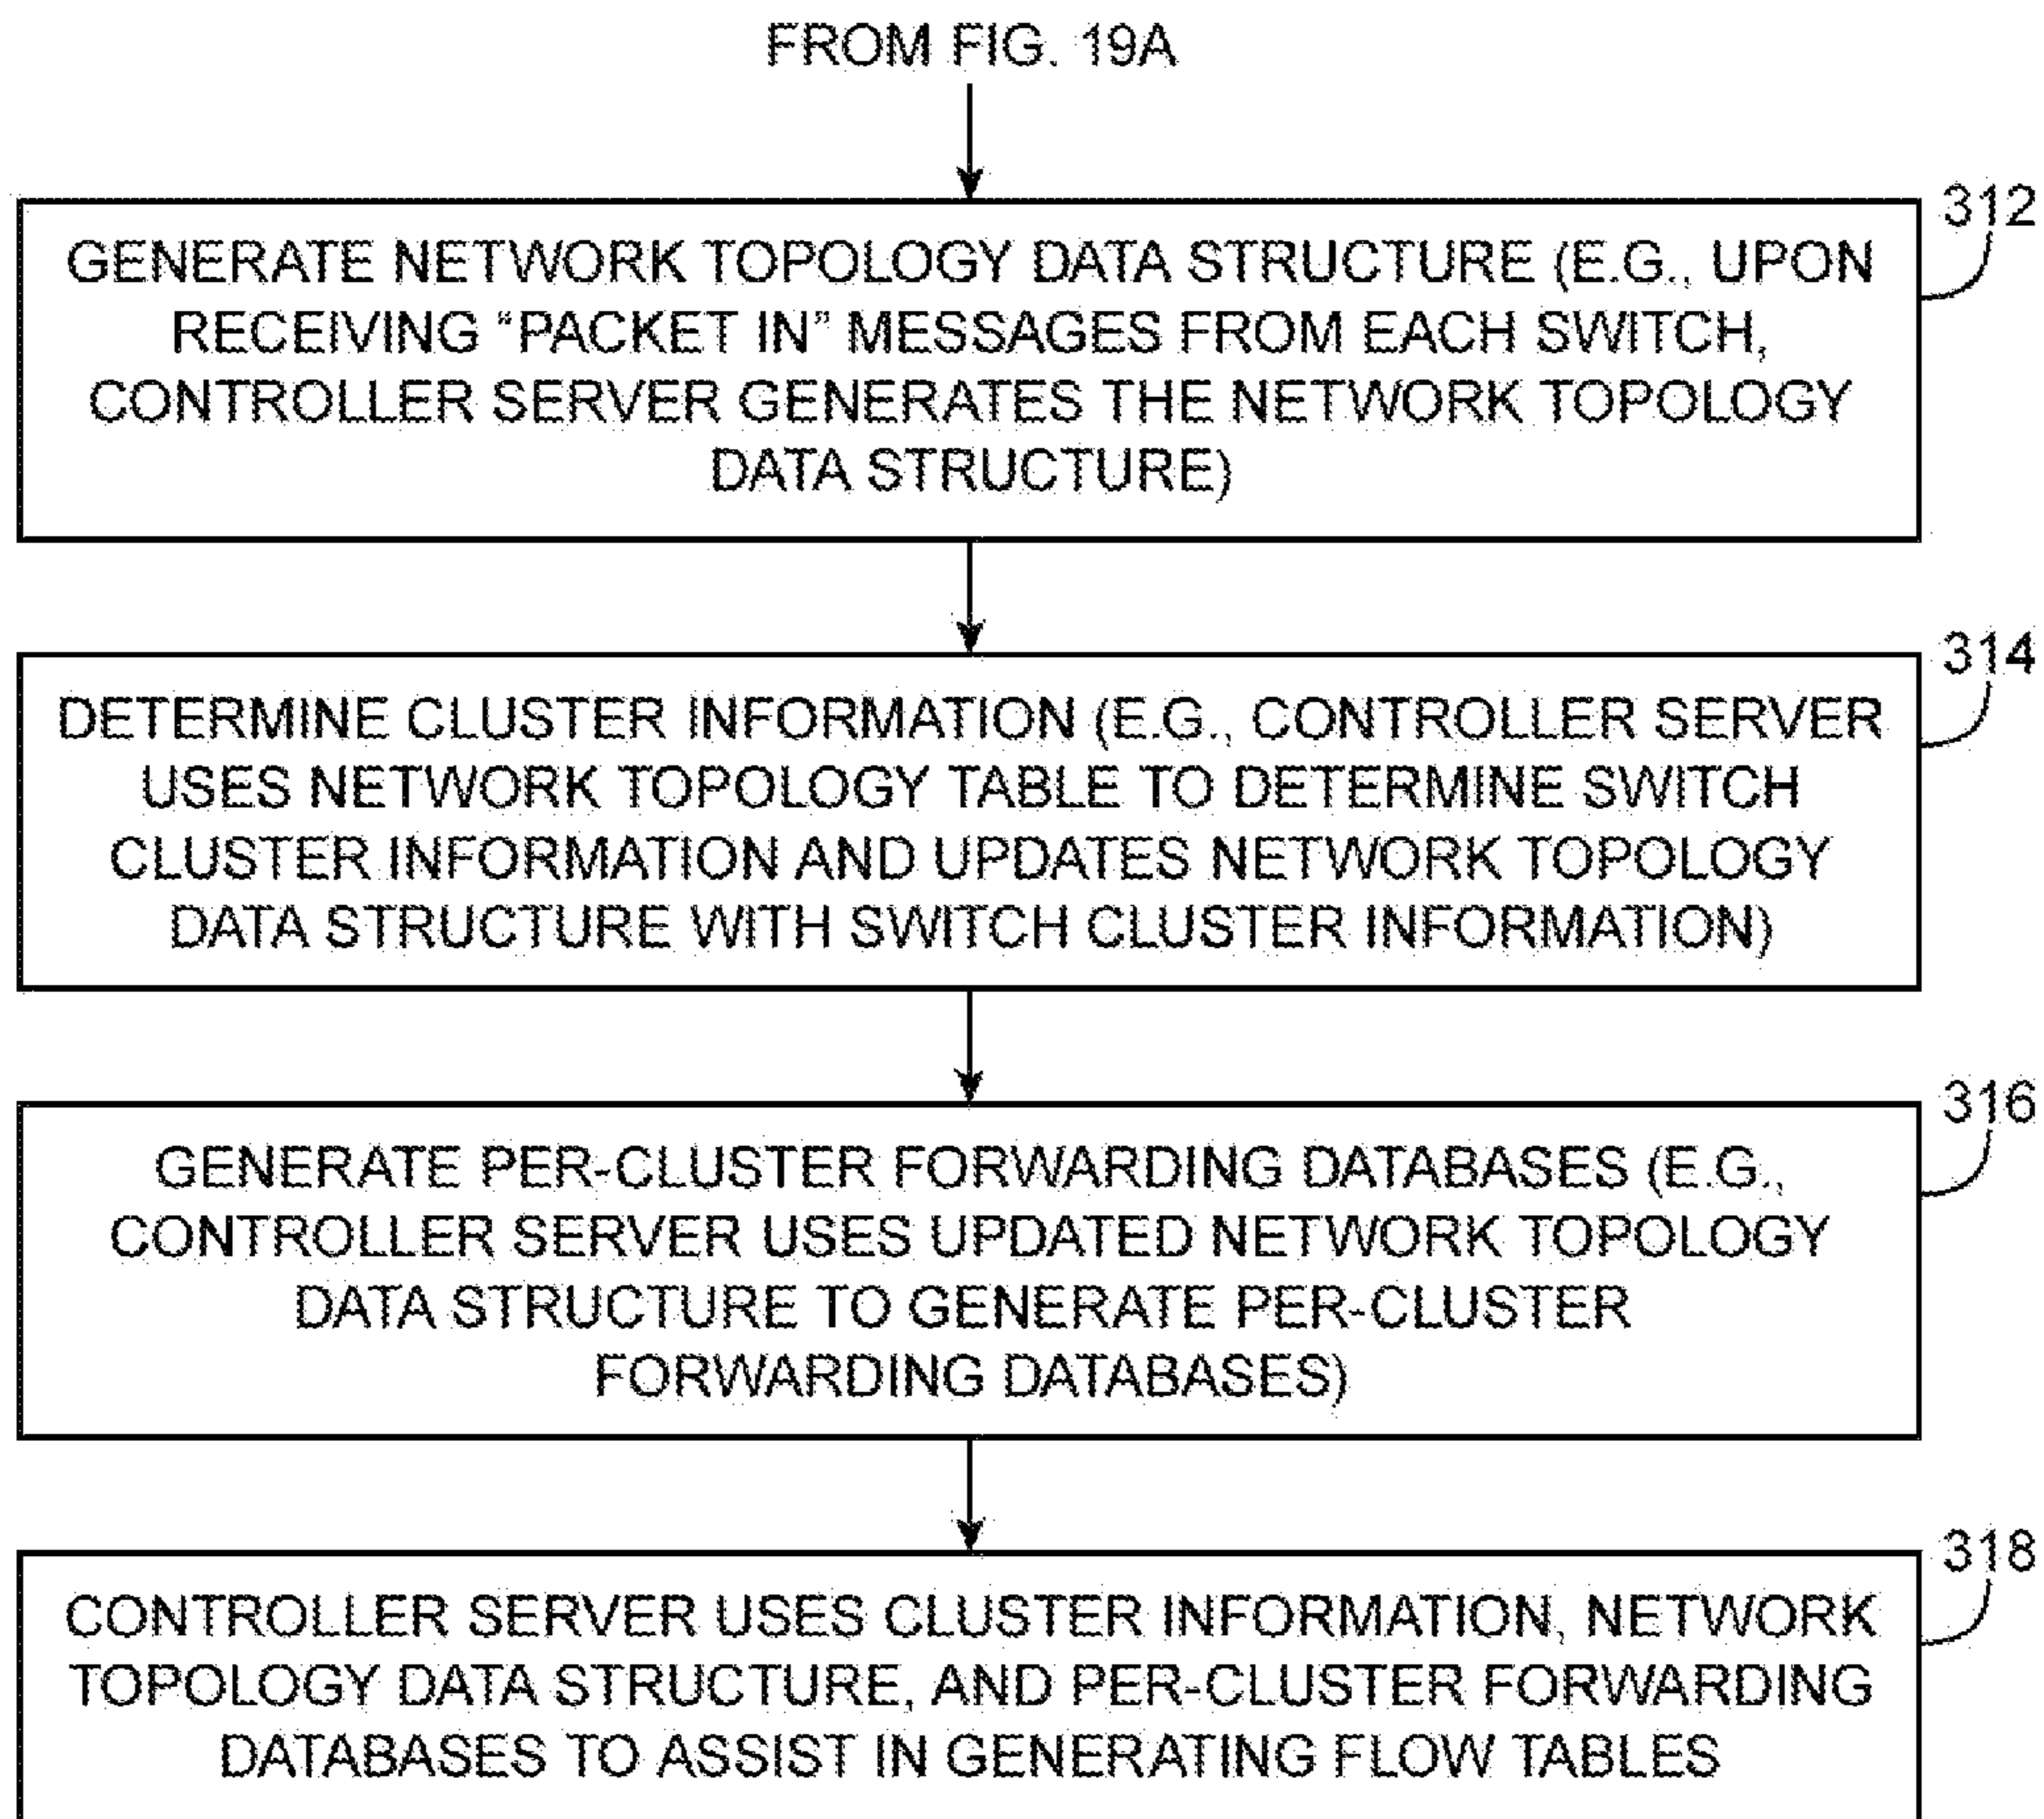 FROM FIG. 19A
312
GENERATE NETWORK TOPOLOGY DATA STRUCTURE (E.G., UPON
RECEIVING “PACKET IN” MESSAGES FROM EACH SWITCH,
CONTROLLER SERVER GENERATES THE NETWORK TOPOLOGY
DATA STRUCTURE)
314
DETERMINE CLUSTER INFORMATION (E.G., CONTROLLER SERVER
USES NETWORK TOPOLOGY TABLE TO DETERMINE SWITCH
CLUSTER INFORMATION AND UPDATES NETWORK TOPOLOGY
DATA STRUCTURE WITH SWITCH CLUSTER INFORMATION)
316
GENERATE PER-CLUSTER FORWARDING DATABASES (E.G.,
CONTROLLER SERVER USES UPDATED NETWORK TOPOLOGY
DATA STRUCTURE TO GENERATE PER-CLUSTER
FORWARDING DATABASES)
318
CONTROLLER SERVER USES CLUSTER INFORMATION, NETWORK
TOPOLOGY DATA STRUCTURE, AND PER-CLUSTER FORWARDING
DATABASES TO ASSIST IN GENERATING FLOW TABLES